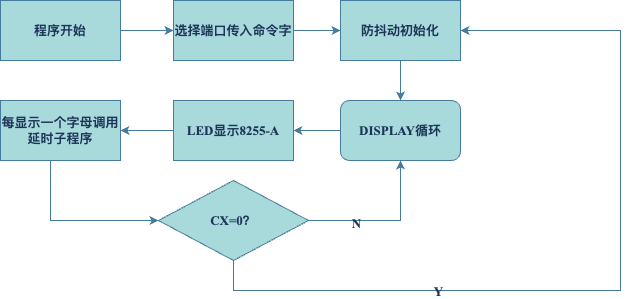 程序开始
选择端口传入命令字
防抖动初始化
每显示一个字母调用
延时子程序
LED显示8255-A
DISPLAY循环
CX=0?
N
Y